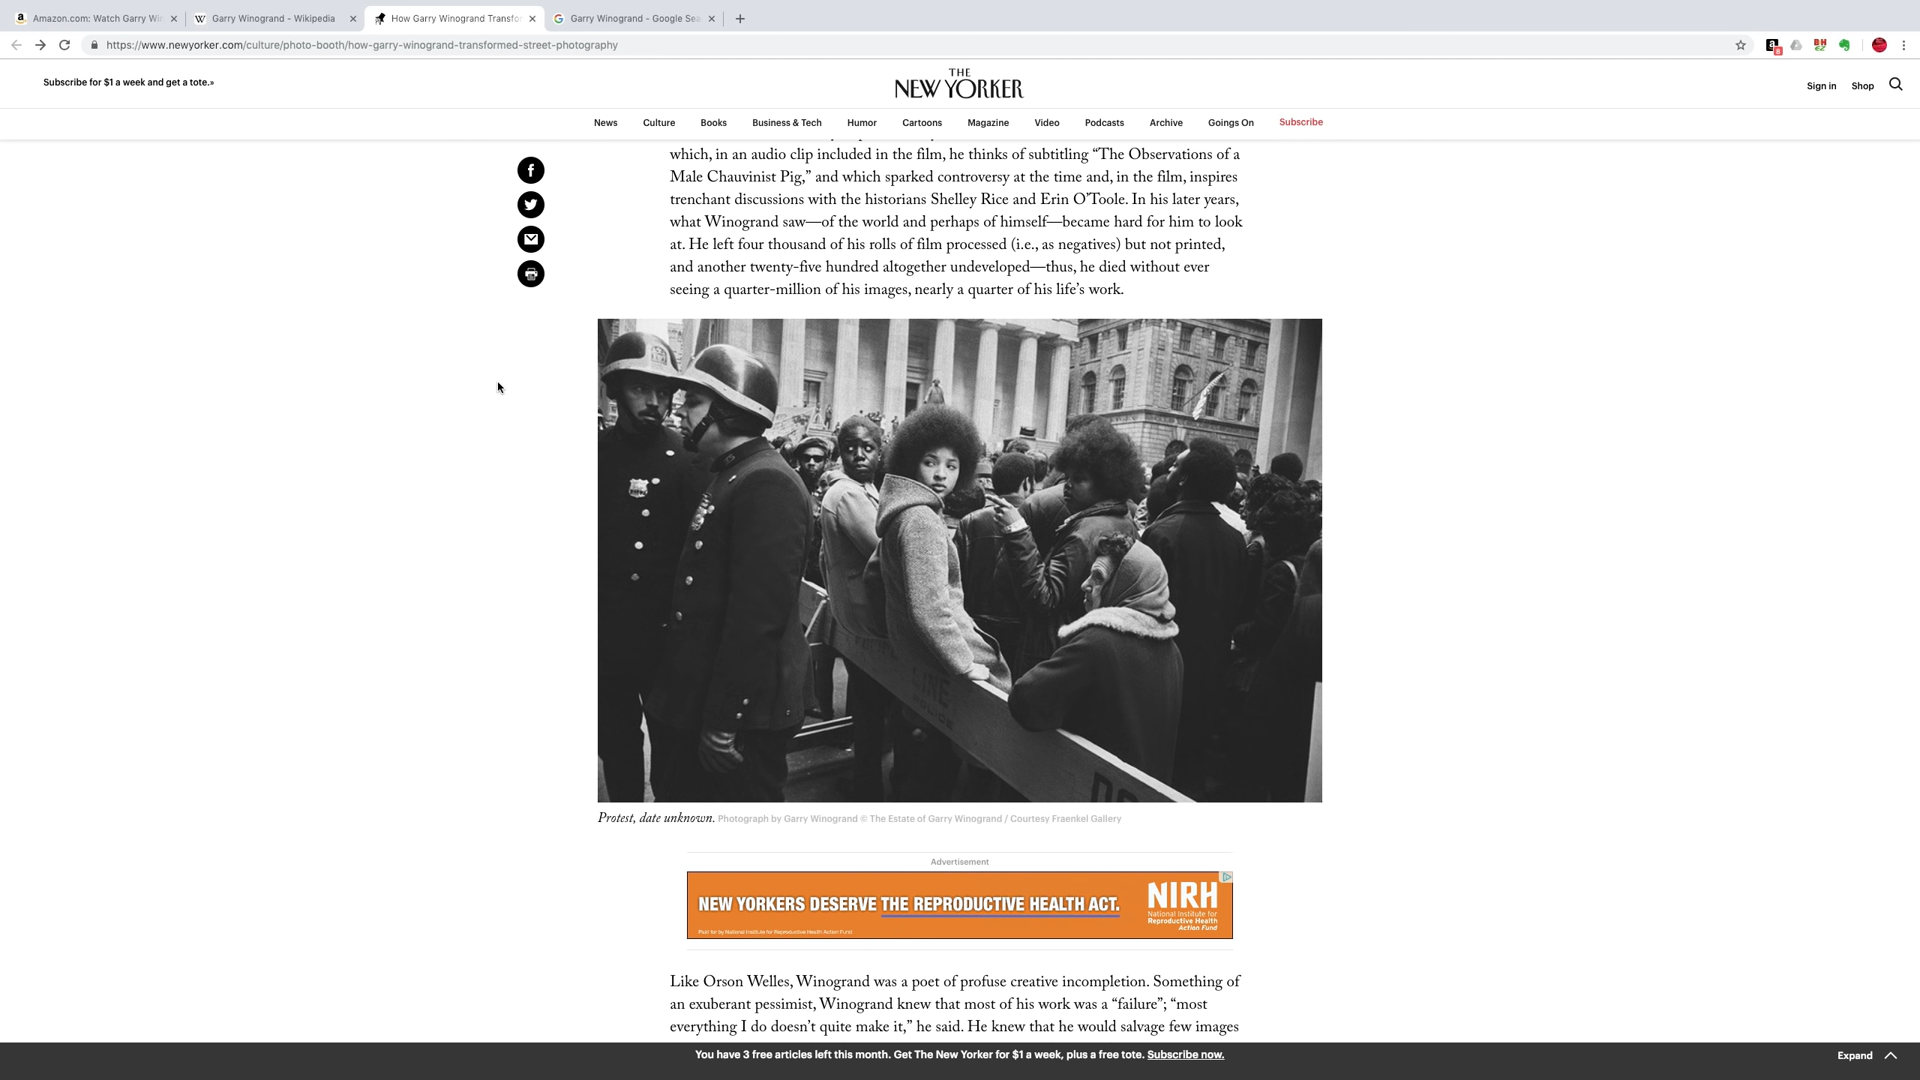 Amazon.com: Watch Garry Win
Garry Winogrand - Wikipedia
How Garry Winogrand Transfo
Garry Winogrand - Google Sea
https://www.newyorker.com/culture/photo-booth/how-garry-winogrand-transformed-street-photography
Subscribe for $1 a week and get a tote.»
THE
NEW YORKER
Sign in Shop
News Culture Books Business & Tech Humor Cartoons Magazine Video Podcasts Archive Goings On Subscribe
which, in an audio clip included in the film, he thinks of subtitling “The Observations of a
Male Chauvinist Pig,” and which sparked controversy at the time and, in the film, inspires
trenchant discussions with the historians Shelley Rice and Erin O’Toole. In his later years,
what Winogrand saw—of the world and perhaps of himself—became hard for him to look
at. He left four thousand of his rolls of film processed (i.e., as negatives) but not printed,
and another twenty-five hundred altogether undeveloped—thus, he died without ever
seeing a quarter-million of his images, nearly a quarter of his life’s work.
Protest, date unknown. Photograph by Garry Winogrand © The Estate of Garry Winogrand / Courtesy Fraenkel Gallery
Advertisement
NEW YORKERS DESERVE THE REPRODUCTIVE HEALTH ACT.
Paid for by National Institute for Reproductive Health Action Fund
NIRH
National Institute for
Reproductive Health
Action Fund
Like Orson Welles, Winogrand was a poet of profuse creative incompletion. Something of
an exuberant pessimist, Winogrand knew that most of his work was a “failure”; “most
everything I do doesn’t quite make it,” he said. He knew that he would salvage few images
You have 3 free articles left this month. Get The New Yorker for $1 a week, plus a free tote. Subscribe now.
Expand